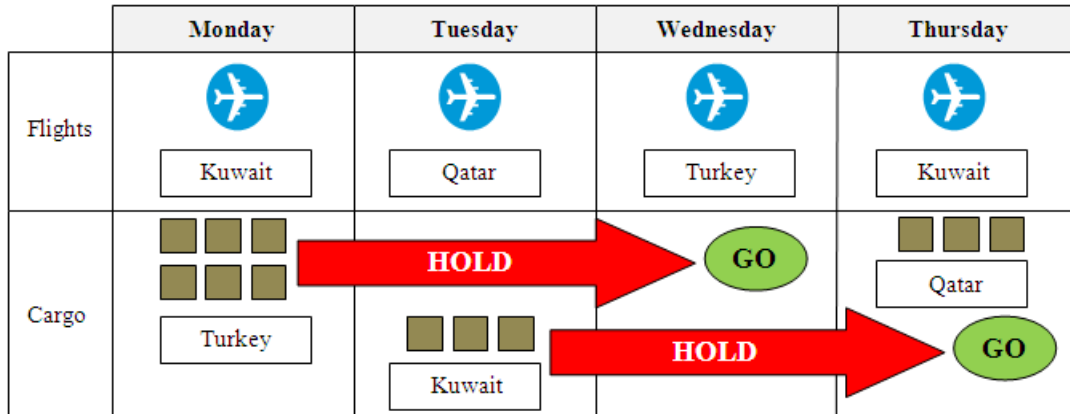 Monday Tuesday Wednesday Thursday
Flights
Kuwait Qatar Turkey Kuwait
Cargo
HOLD GO
Qatar
Turkey
HOLD GO
Kuwait